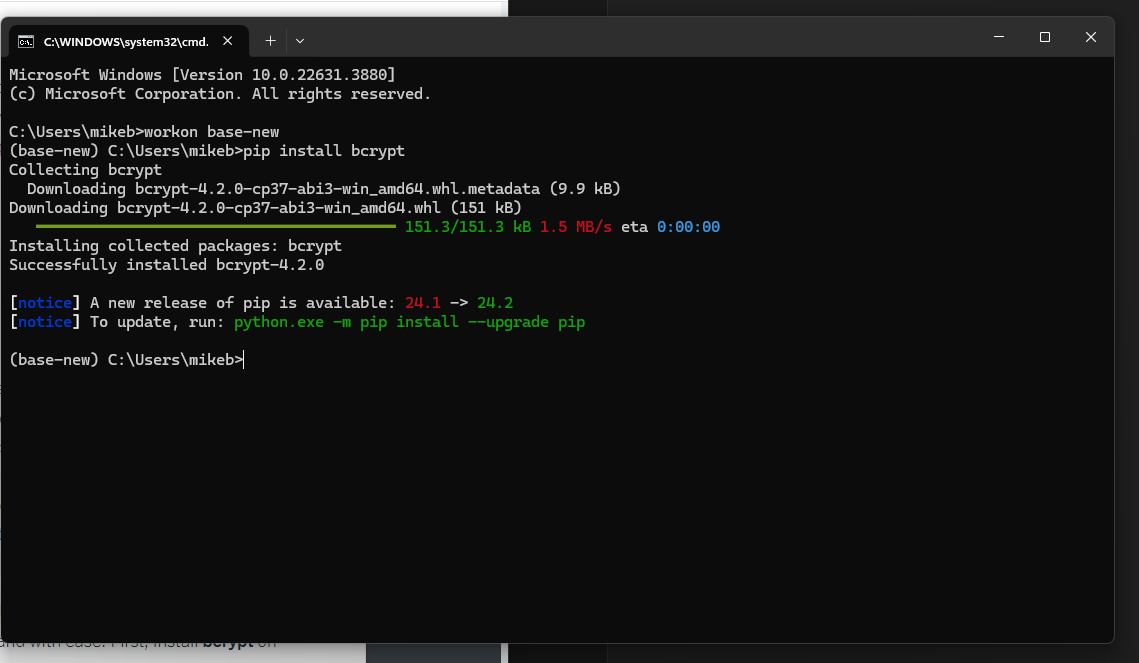 C:\WINDOWS\system32\cmd.
Microsoft Windows [Version 10.0.22631.3880]
(c) Microsoft Corporation. All rights reserved.
C:\Users\mikeb>workon base-new
(base-new) C:\Users\mikeb>pip install bcrypt
Collecting bcrypt
  Downloading bcrypt-4.2.0-cp37-abi3-win_amd64.whl.metadata (9.9 kB)
Downloading bcrypt-4.2.0-cp37-abi3-win_amd64.whl (151 kB)
151.3/151.3 kB 1.5 MB/s eta 0:00:00
Installing collected packages: bcrypt
Successfully installed bcrypt-4.2.0
[notice] A new release of pip is available: 24.1 -> 24.2
[notice] To update, run: python.exe -m pip install --upgrade pip
(base-new) C:\Users\mikeb>
with ease. First, install bcrypt on